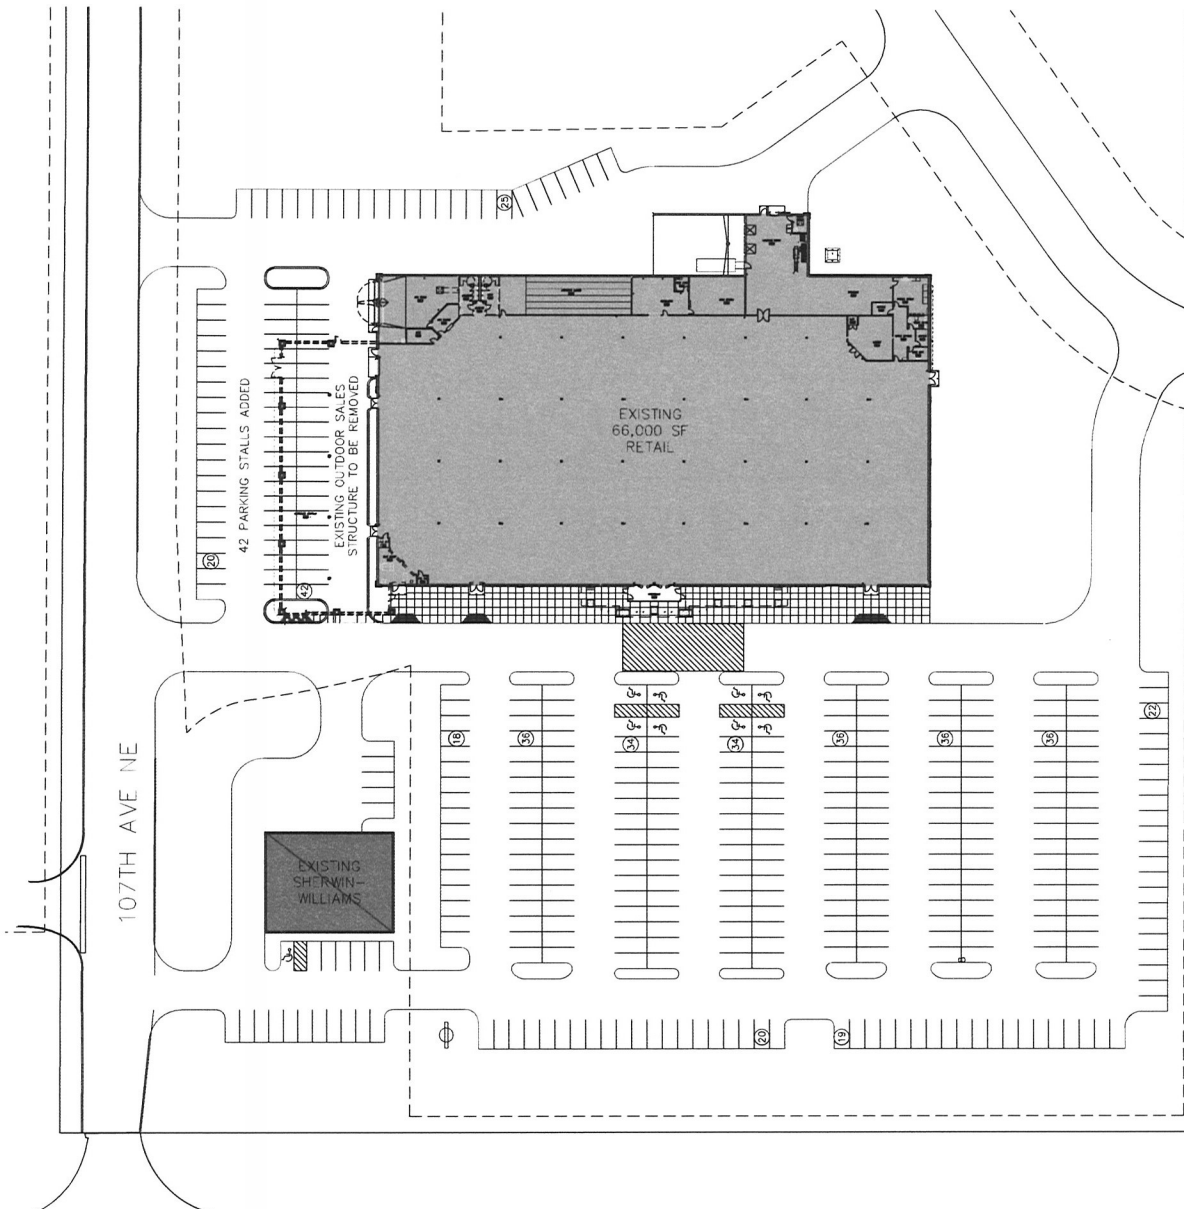 25
42 PARKING STALLS ADDED
EXISTING OUTDOOR SALES
STRUCTURE TO BE REMOVED
EXISTING
66,000 SF
RETAIL
20
42
18
36
34
34
36
36
36
22
107TH AVE NE
EXISTING
SHERWIN-
WILLIAMS
20
19